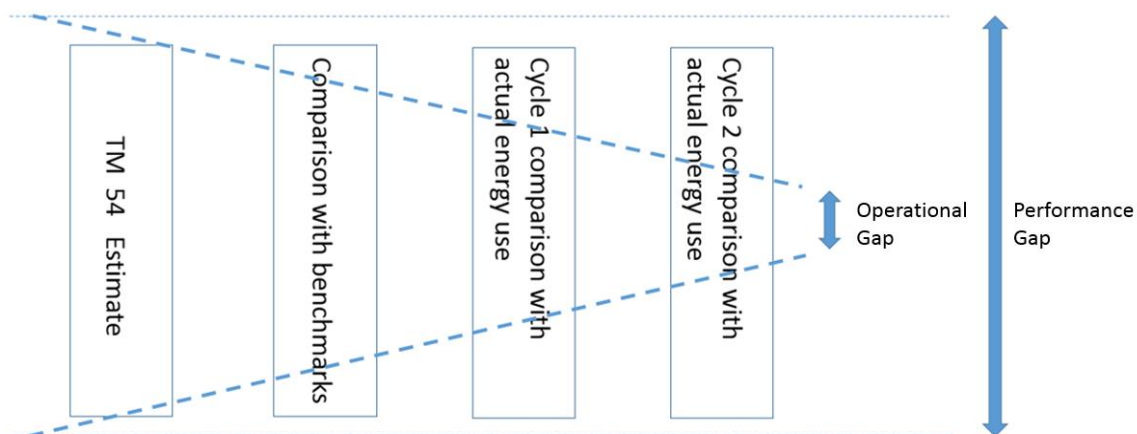 TM 54 Estimate
Comparison with benchmarks
Cycle 1 comparison with
actual energy use
Cycle 2 comparison with
actual energy use
Operational
Gap
Performance
Gap